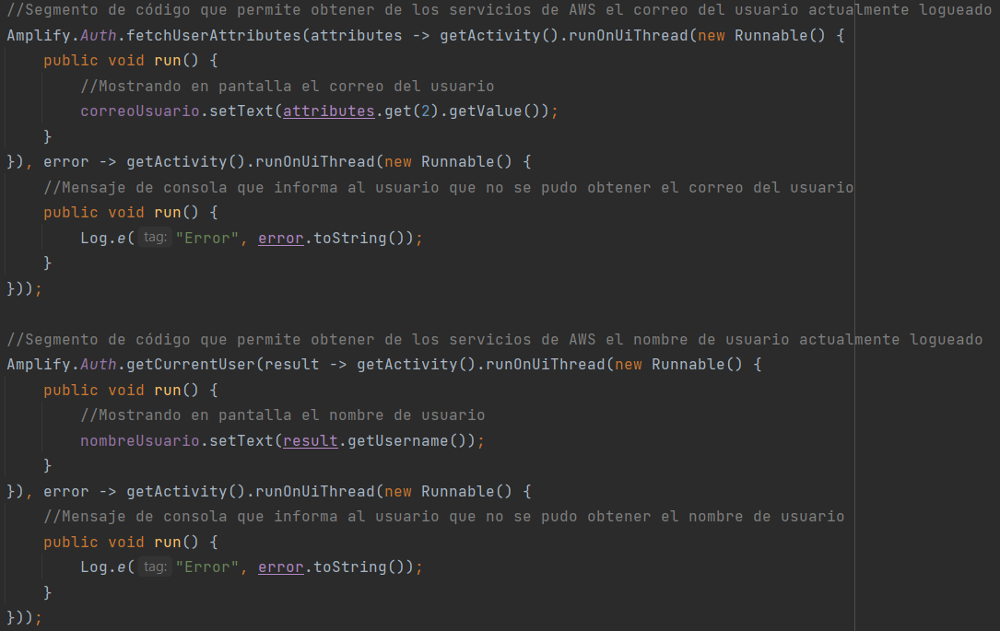 //Segmento de código que permite obtener de los servicios de AWS el correo del usuario actualmente logueado
Amplify.Auth.fetchUserAttributes(attributes -> getActivity().runOnUiThread(new Runnable() {
    public void run() {
        //Mostrando en pantalla el correo del usuario
        correoUsuario.setText(attributes.get(2).getValue());
    }
}), error -> getActivity().runOnUiThread(new Runnable() {
    //Mensaje de consola que informa al usuario que no se pudo obtener el correo del usuario
    public void run() {
        Log.e( tag: "Error", error.toString());
    }
}));

//Segmento de código que permite obtener de los servicios de AWS el nombre de usuario actualmente logueado
Amplify.Auth.getCurrentUser(result -> getActivity().runOnUiThread(new Runnable() {
    public void run() {
        //Mostrando en pantalla el nombre de usuario
        nombreUsuario.setText(result.getUsername());
    }
}), error -> getActivity().runOnUiThread(new Runnable() {
    //Mensaje de consola que informa al usuario que no se pudo obtener el nombre de usuario
    public void run() {
        Log.e( tag: "Error", error.toString());
    }
}));